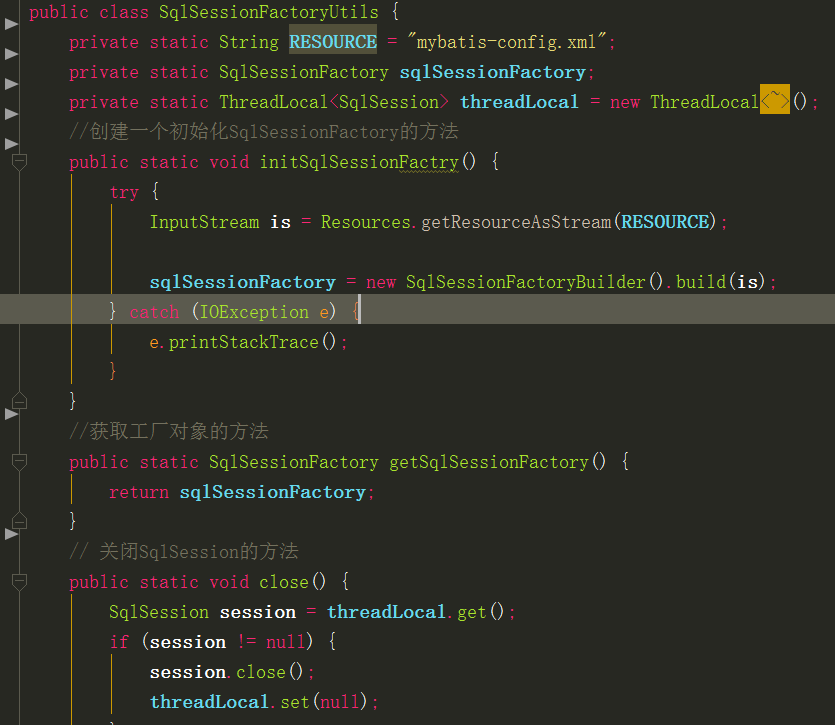 public class SqlSessionFactoryUtils {
private static String RESOURCE = "mybatis-config.xml";
private static SqlSessionFactory sqlSessionFactory;
private static ThreadLocal<SqlSession> threadLocal = new ThreadLocal<~>();
//创建一个初始化SqlSessionFactory的方法
public static void initSqlSessionFactry() {
try {
InputStream is = Resources.getResourceAsStream(RESOURCE);
sqlSessionFactory = new SqlSessionFactoryBuilder().build(is);
} catch (IOException e) {
e.printStackTrace();
}
}
//获取工厂对象的方法
public static SqlSessionFactory getSqlSessionFactory() {
return sqlSessionFactory;
}
// 关闭SqlSession的方法
public static void close() {
SqlSession session = threadLocal.get();
if (session != null) {
session.close();
threadLocal.set(null);